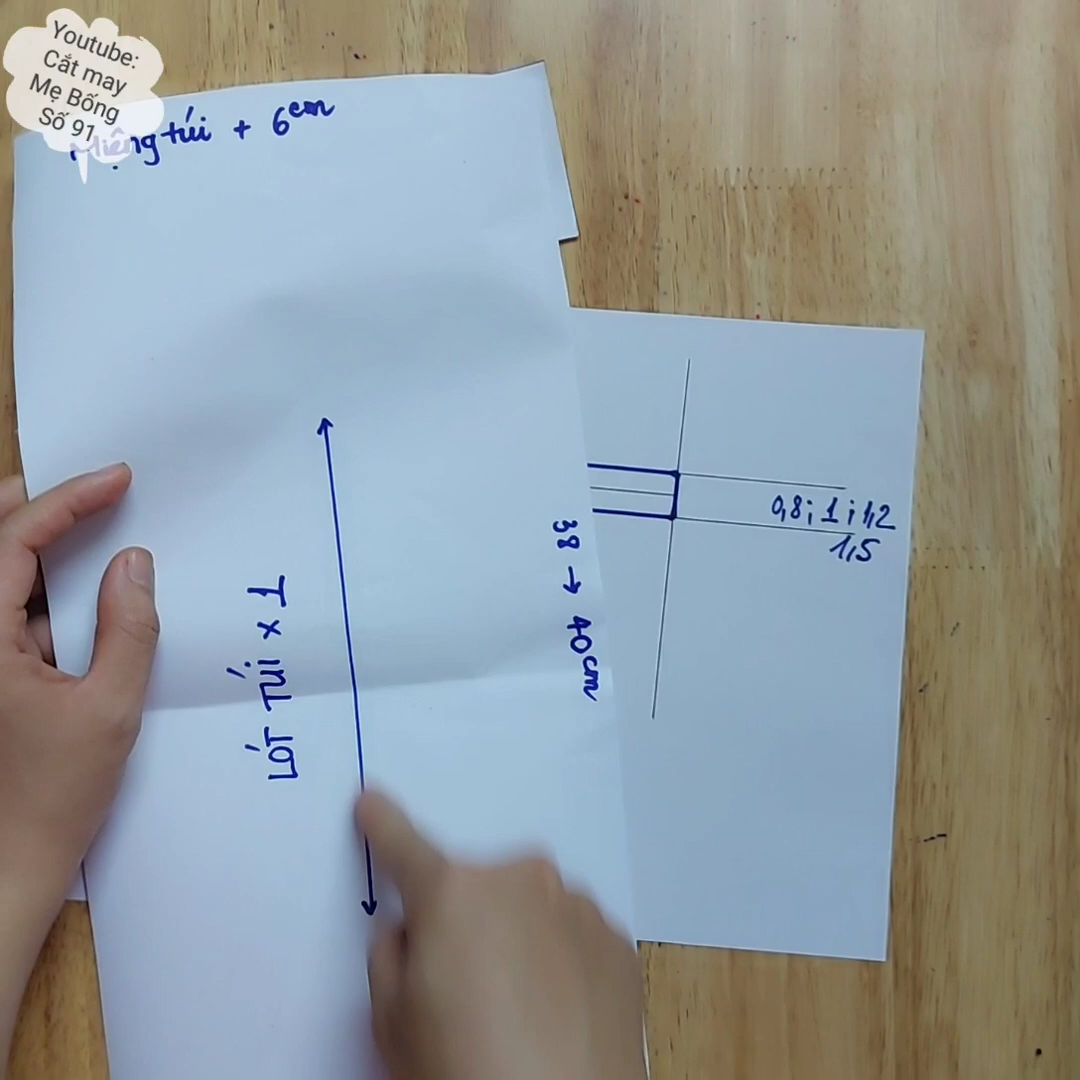 Youtube:
Cắt may
Mẹ Bống
Số 91
Miệng túi + 6cm
38 → 40cm
LÓT TÚI x 1
0,8; 1; 1,2
1,5